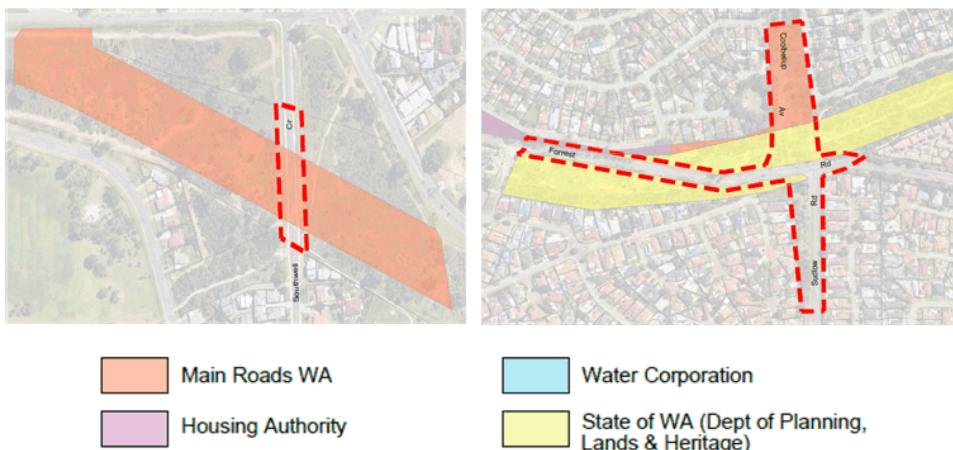 Cr
Southwell
Coolbellup
Av
Forrest
Rd
Rd
Sudlow
Main Roads WA
Water Corporation
Housing Authority
State of WA (Dept of Planning,
Lands & Heritage)